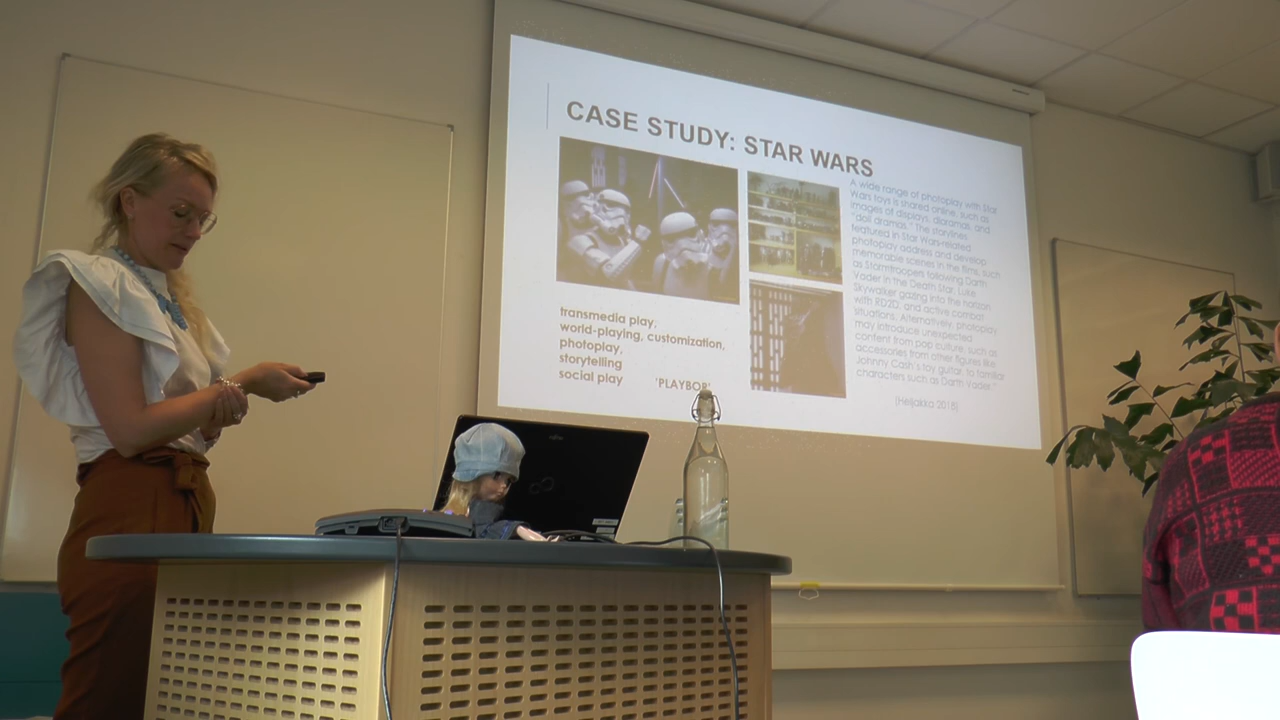 CASE STUDY: STAR WARS
A wide range of photoplay with Star
Wars toys is shared online, such as
images of displays, dioramas, and
"doll dramas." The storylines
featured in Star Wars-related
photoplay address and develop
memorable scenes in the films, such
as Stormtroopers following Darth
Vader in the Death Star, Luke
Skywalker gazing into the horizon
with RD2D, and active combat
situations. Alternatively, photoplay
may introduce unexpected
content from pop culture, such as
accessories from other figures like
Johnny Cash's toy guitar, to familiar
characters such as Darth Vader."
(Heljakka 2018)
transmedia play,
world-playing, customization,
photoplay,
storytelling
social play 'PLAYBOR'